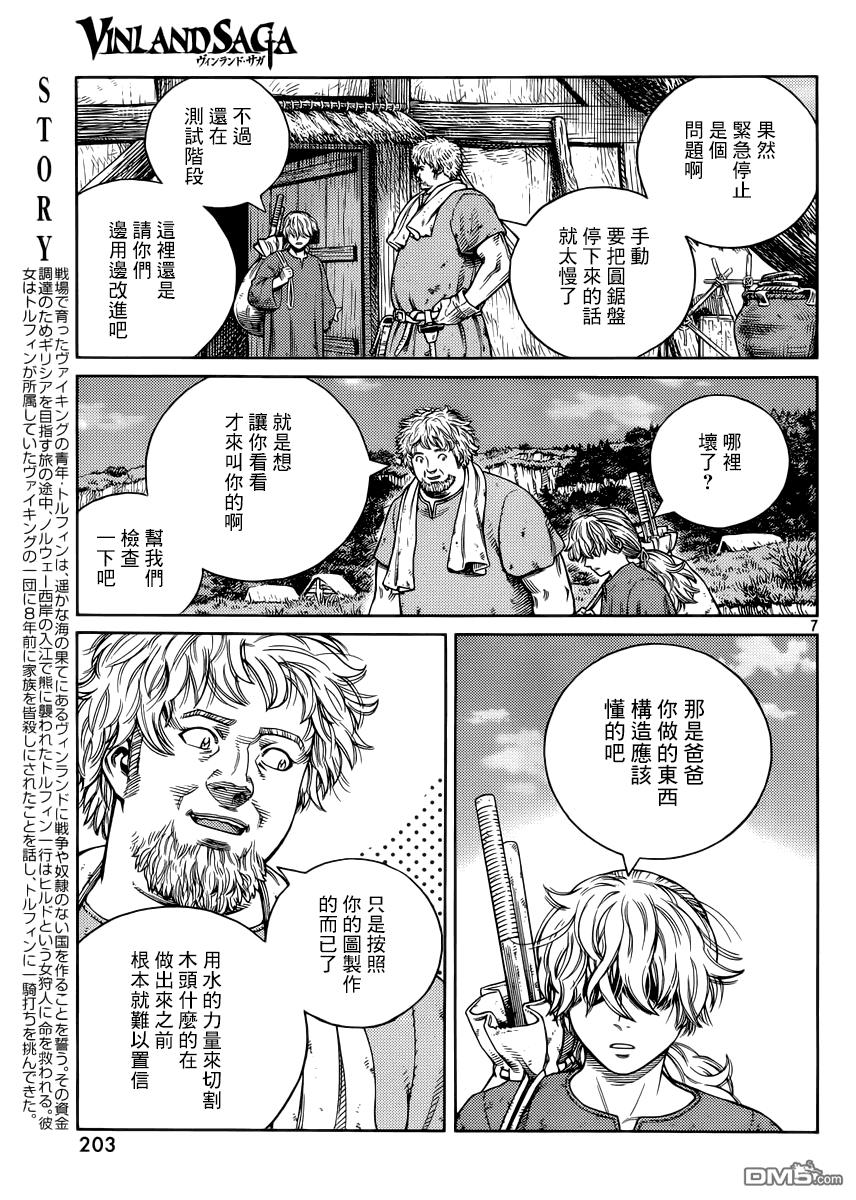 VINLAND SAGA
ヴィンランド・サガ
STORY
戦場で育ったヴァイキングの青年・トルフィンは、遥かな海の果てにあるヴィンランドに戦争や奴隷のない国を作ることを誓う。その資金
調達のためギリシアを目指す旅の途中、ノルウェー西岸の入江で熊に襲われたトルフィン一行はヒルドという女狩人に命を救われる。彼
女はトルフィンが所属していたヴァイキングの一団に8年前に家族を皆殺しにされたことを話し、トルフィンに一騎打ちを挑んできた。
果然
緊急停止
是個
問題啊
手動
要把圓鋸盤
停下來的話
就太慢了
不過
還在
測試階段
這裡還是
請你們
邊用邊改進吧
哪裡
壞了?
就是想
讓你看看
才來叫你的啊
幫我們
檢查
一下吧
7
那是爸爸
你做的東西
構造應該
懂的吧
只是按照
你的圖製作
的而已了
用水的力量來切割
木頭什麼的在
做出來之前
根本就難以置信
203
DM5.com